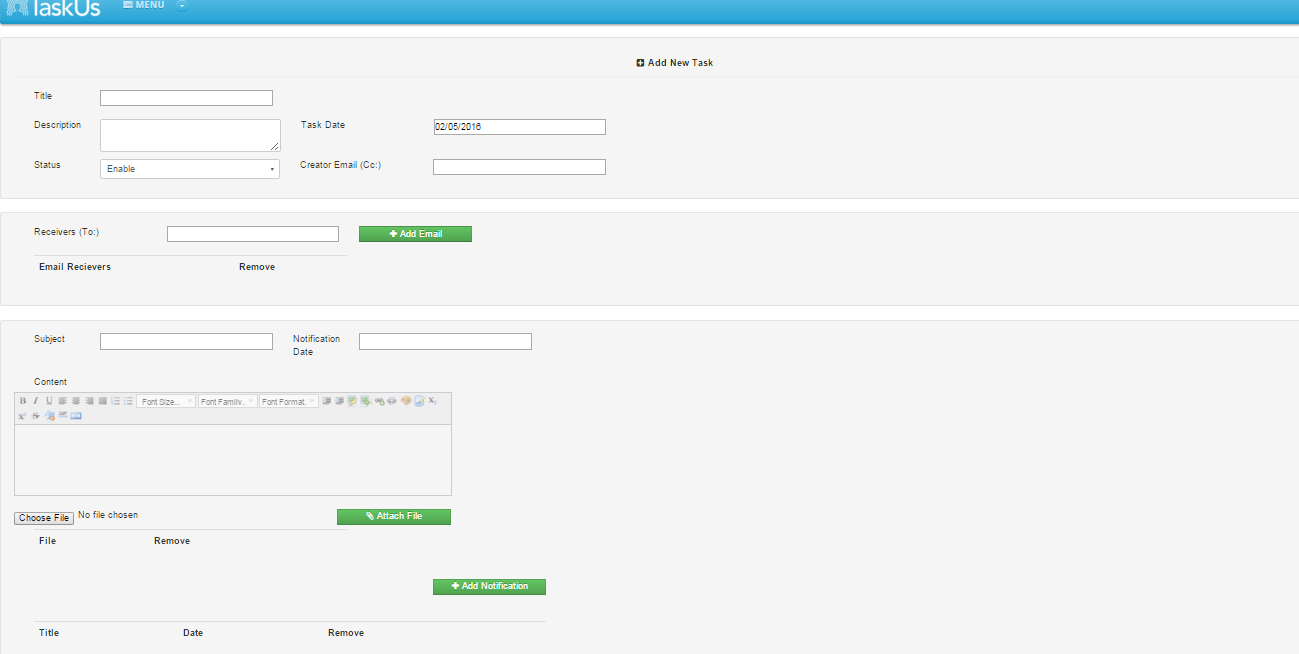 TaskUs MENU
Add New Task
Title
Description Task Date 02/05/2016
Status Enable Creator Email (Cc:)
Receivers (To:) Add Email
Email Recievers Remove
Subject Notification
Date
Content
B I U Font Size... Font Family.. Font Format. X₂
X² S
Choose File No file chosen Attach File
File Remove
Add Notification
Title Date Remove